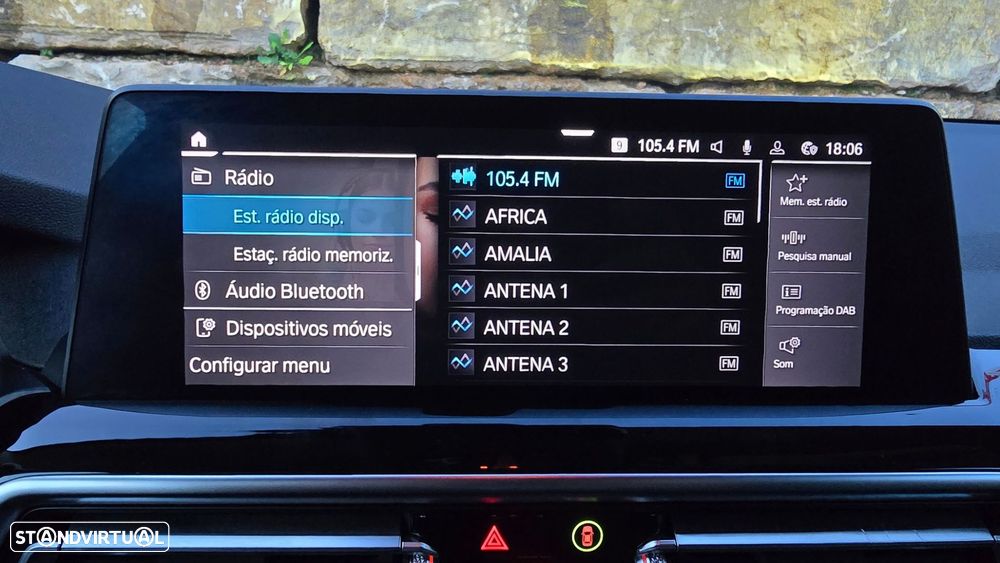 9 105.4 FM 18:06
Rádio
Est. rádio disp.
Estaç. rádio memoriz.
Áudio Bluetooth
Dispositivos móveis
Configurar menu
105.4 FM FM
AFRICA FM
AMALIA FM
ANTENA 1 FM
ANTENA 2 FM
ANTENA 3 FM
Mem. est. rádio
Pesquisa manual
Programação DAB
Som
STANDVIRTUAL